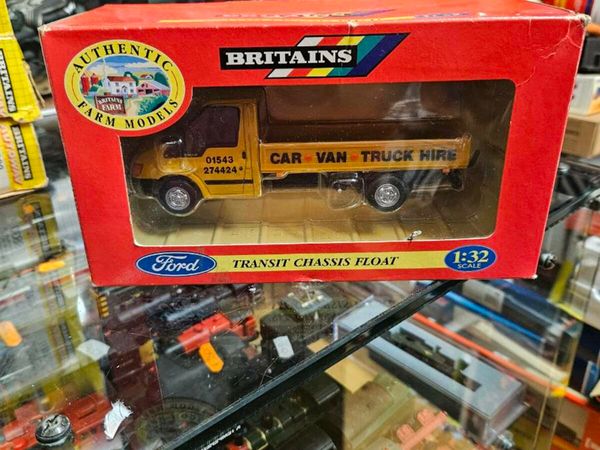 BRITAINS
AUTHENTIC
FARM MODELS
BRITAINS
FARM
01543
274424
CAR VAN TRUCK HIRE
Ford
TRANSIT CHASSIS FLOAT
1:32
SCALE